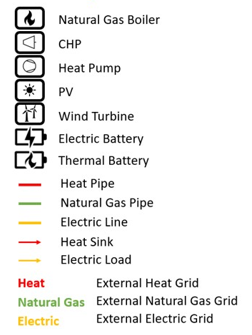 Natural Gas Boiler
CHP
Heat Pump
PV
Wind Turbine
Electric Battery
Thermal Battery
Heat Pipe
Natural Gas Pipe
Electric Line
Heat Sink
Electric Load
Heat External Heat Grid
Natural Gas External Natural Gas Grid
Electric External Electric Grid